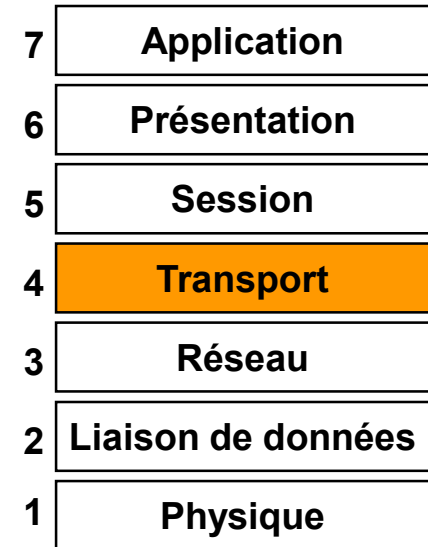 7 Application
6 Présentation
5 Session
4 Transport
3 Réseau
2 Liaison de données
1 Physique